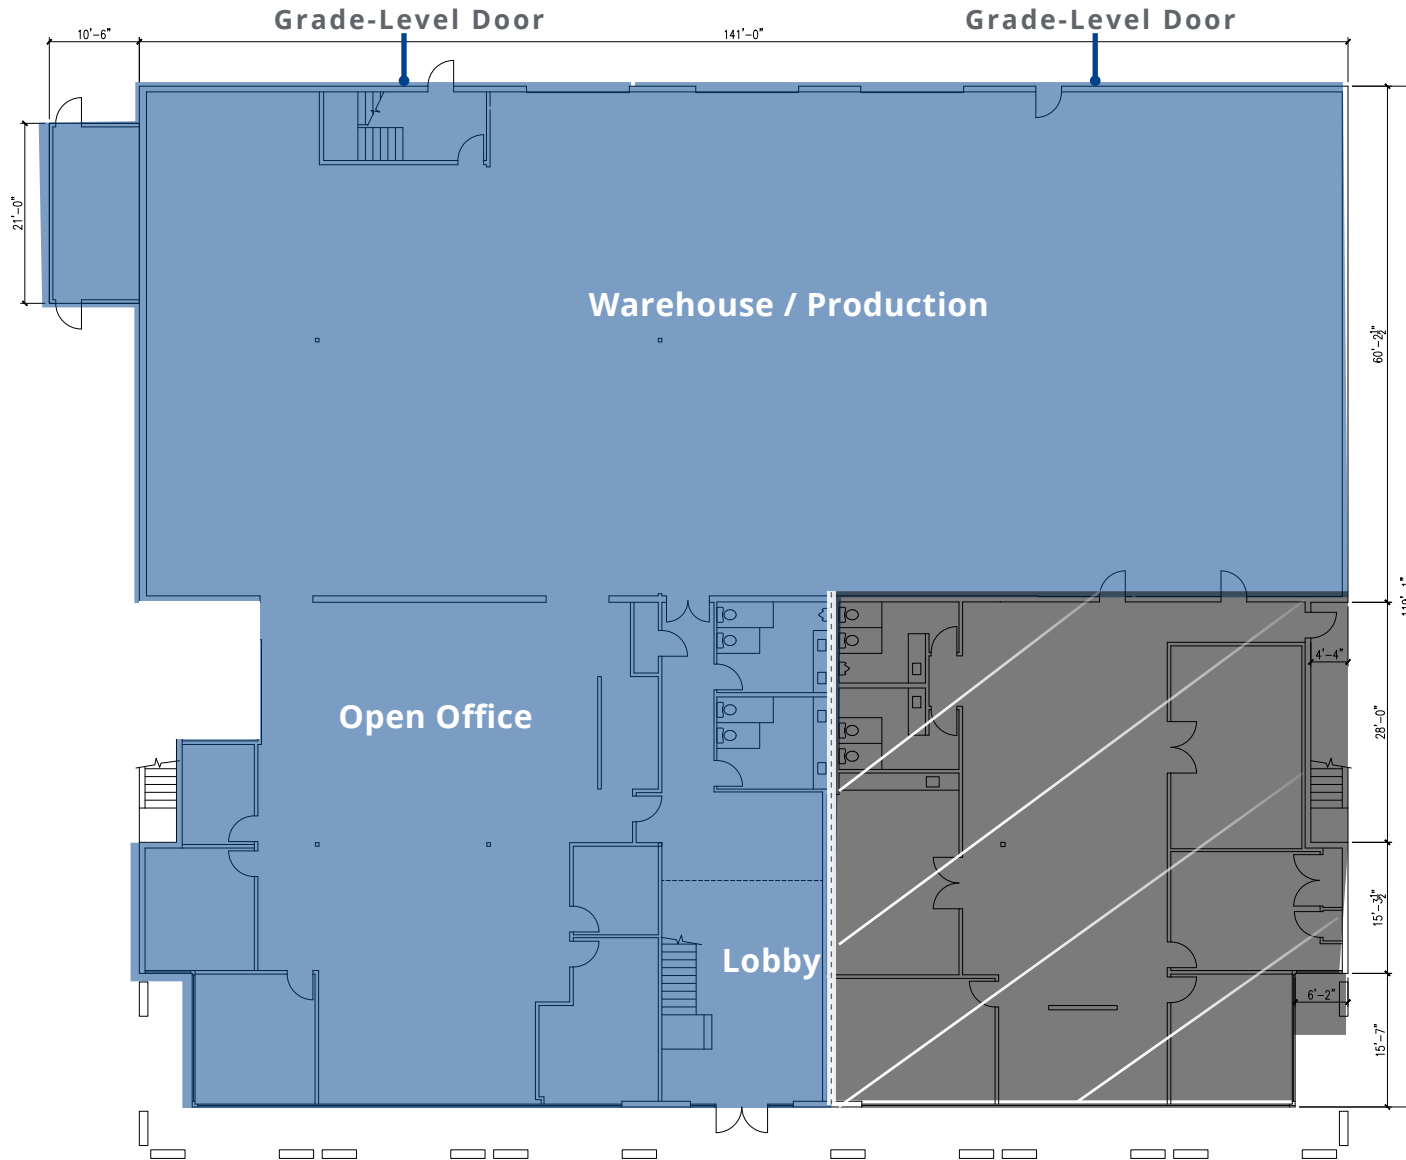 Grade-Level Door
Grade-Level Door
10'-6"
141'-0"
21'-0"
Warehouse / Production
60'-2½"
4'-4"
Open Office
28'-0"
15'-3½"
Lobby
6'-2"
15'-7"